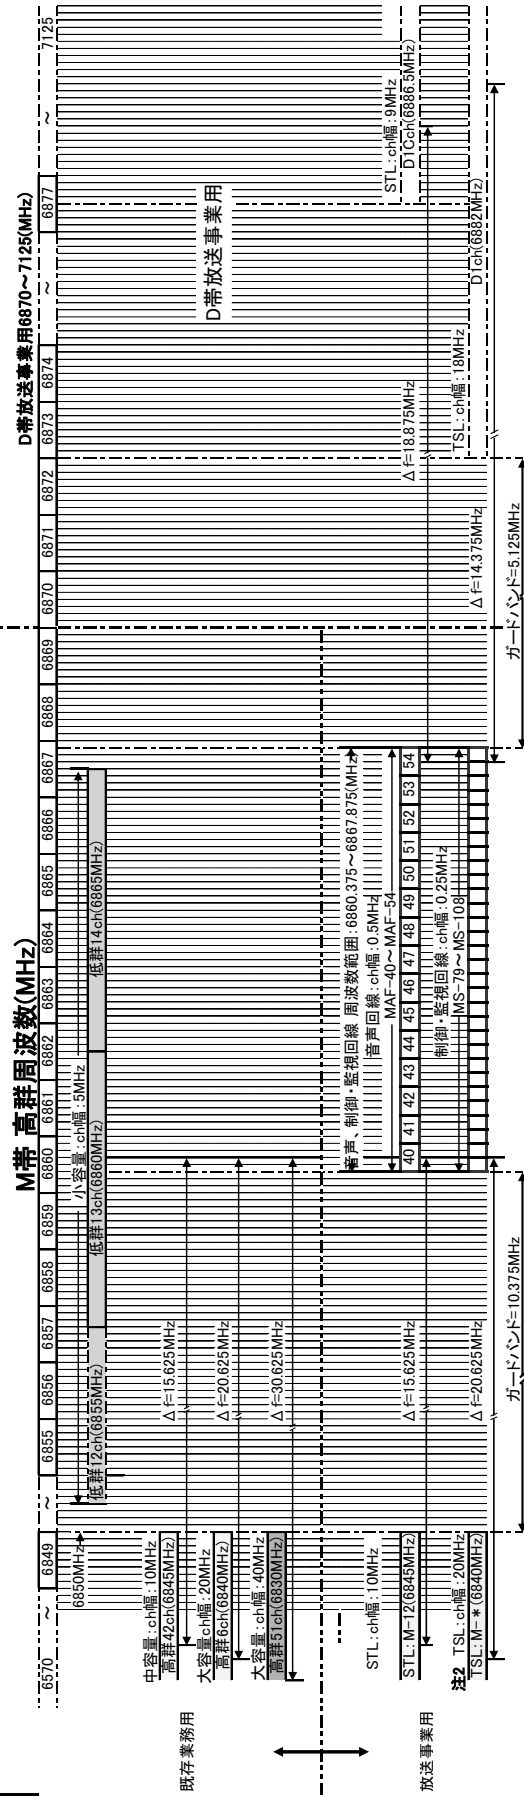 M帯 高群周波数(MHz)
D帯放送事業用6870～7125(MHz)
6570 ～ 6849 ～ 6855 6856 6857 6858 6859 6860 6861 6862 6863 6864 6865 6866 6867 6868 6869 6870 6871 6872 6873 6874 ～ 6877 ～ 7125
6850MHz
小容量:ch幅:5MHz
低群12ch(6855MHz) 低群13ch(6860MHz) 低群14ch(6865MHz)
既存業務用
中容量:ch幅:10MHz
高群42ch(6845MHz)
Δf=15.625MHz
大容量ch幅:20MHz
高群6ch(6840MHz)
Δf=20.625MHz
大容量:ch幅:40MHz
高群51ch(6830MHz)
Δf=30.625MHz
D帯放送事業用
放送事業用
音声、制御・監視回線 周波数範囲:6860.375～6867.875(MHz)
音声回線:ch幅:0.5MHz
MAF-40～MAF-54
STL:ch幅:10MHz
STL:M-12(6845MHz)
Δf=15.625MHz
40 41 42 43 44 45 46 47 48 49 50 51 52 53 54
Δf=18.875MHz
STL:ch幅:9MHz
D1Cch(6886.5MHz)
制御・監視回線:ch幅:0.25MHz
MS-79～MS-108
注2 TSL:ch幅:20MHz
TSL:M-＊(6840MHz)
Δf=20.625MHz
Δf=14.375MHz
TSL:ch幅:18MHz
D1ch(6882MHz)
ガードバンド=10.375MHz
ガードバンド=5.125MHz